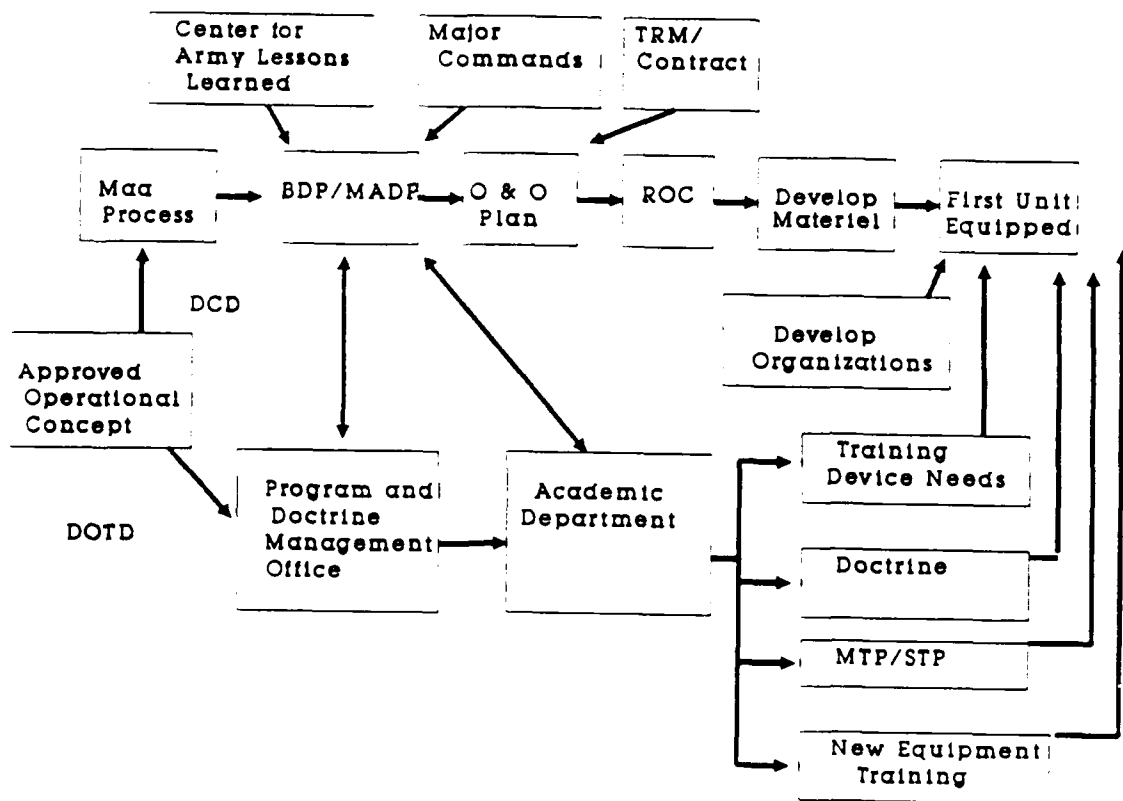 Center for
Army Lessons
Learned
Major
Commands
TRM/
Contract
Maa
Process
BDP/MADP
O & O
Plan
ROC
Develop
Materiel
First Unit
Equipped
DCD
Develop
Organizations
Approved
Operational
Concept
Training
Device Needs
Program and
Doctrine
Management
Office
Academic
Department
DOTD
Doctrine
MTP/STP
New Equipment
Training